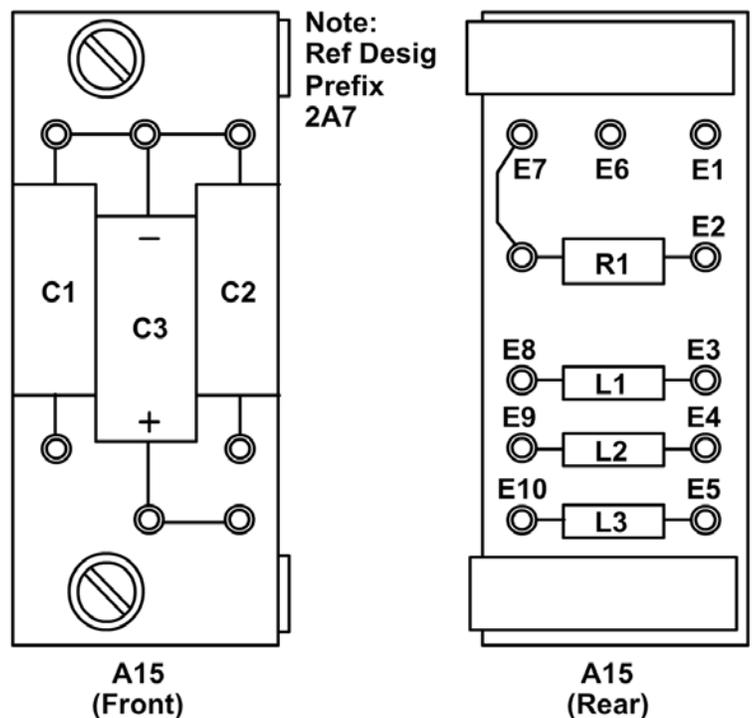 Note:
Ref Desig
Prefix
2A7
C1
C3
C2
−
+
A15
(Front)
E7
E6
E1
E2
R1
E8
E3
L1
E9
E4
L2
E10
E5
L3
A15
(Rear)